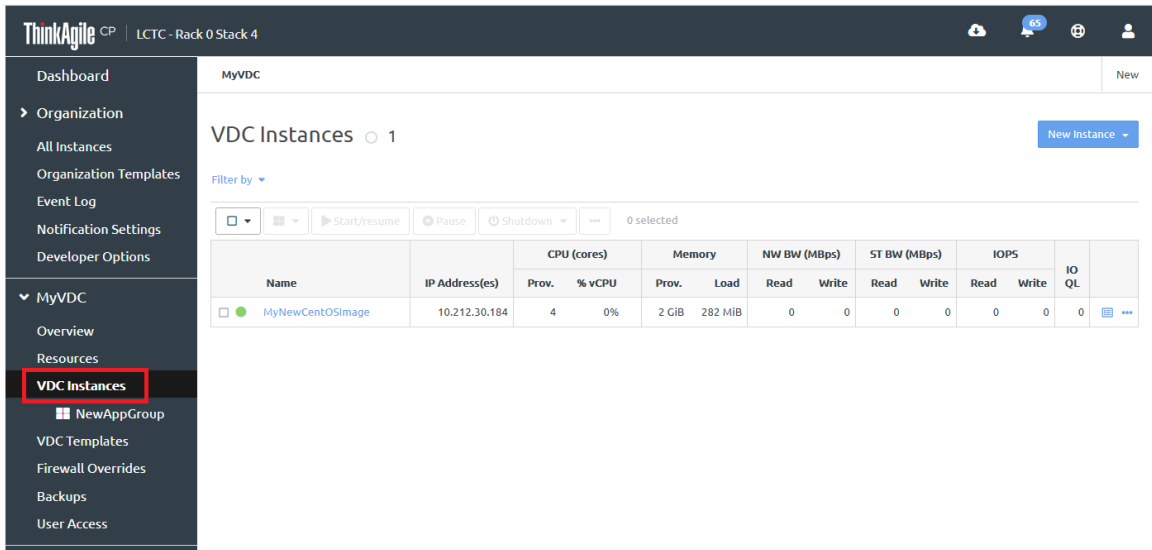 ThinkAgile CP | LCTC - Rack 0 Stack 4
65
Dashboard
Organization
All Instances
Organization Templates
Event Log
Notification Settings
Developer Options
MyVDC
Overview
Resources
VDC Instances
NewAppGroup
VDC Templates
Firewall Overrides
Backups
User Access
MyVDC
New
VDC Instances 1
New Instance
Filter by
Start/resume Pause Shutdown 0 selected
CPU (cores) Memory NW BW (MBps) ST BW (MBps) IOPS
Name IP Address(es) Prov. % vCPU Prov. Load Read Write Read Write Read Write IO QL
MyNewCentOSImage 10.212.30.184 4 0% 2 GiB 282 MiB 0 0 0 0 0 0 0